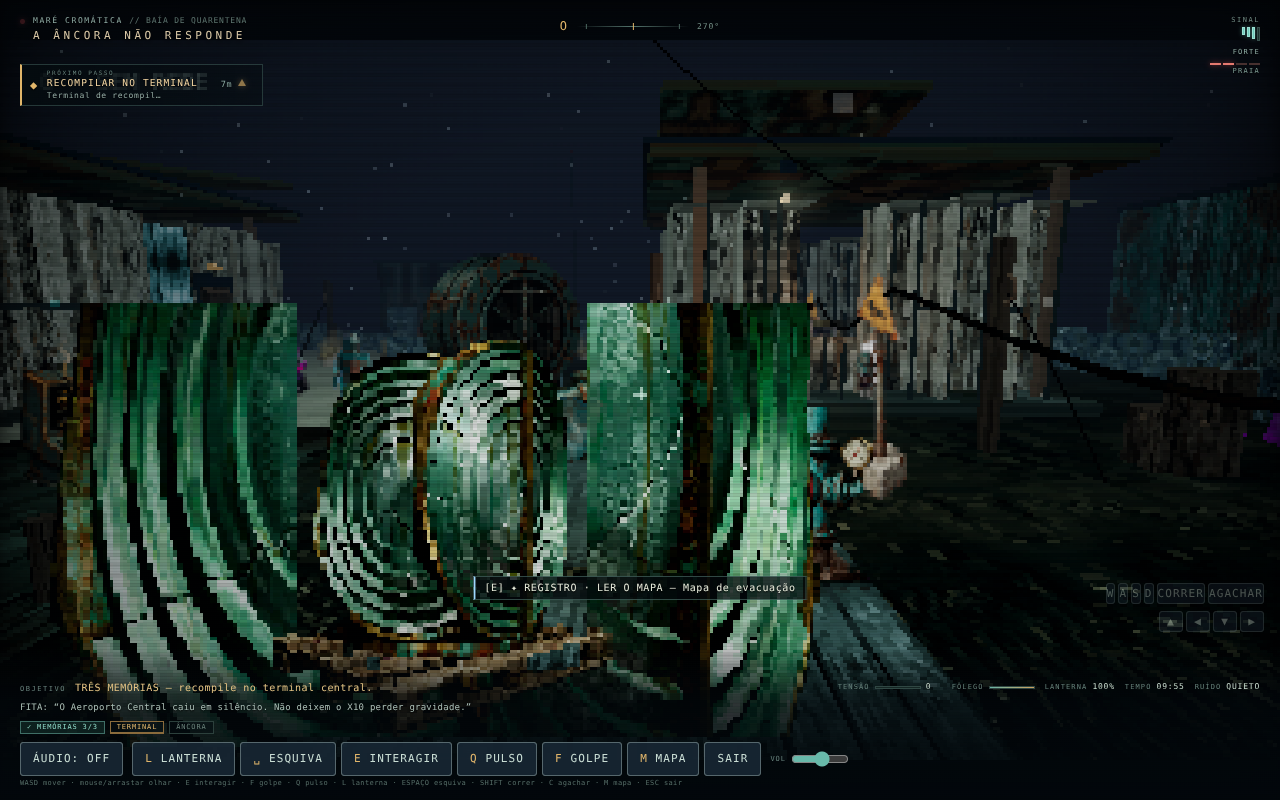 MARÉ CROMÁTICA // BAÍA DE QUARENTENA
A ÂNCORA NÃO RESPONDE
O 270°
SINAL
FORTE
PRAIA
PRÓXIMO PASSO
RECOMPILAR NO TERMINAL 7m ▲
Terminal de recompil…
[E] ✦ REGISTRO · LER O MAPA — Mapa de evacuação
W A S D CORRER AGACHAR
▲ ◀ ▼ ▶
OBJETIVO TRÊS MEMÓRIAS — recompile no terminal central.
TENSÃO 0 FÔLEGO LANTERNA 100% TEMPO 09:55 RUÍDO QUIETO
FITA: “O Aeroporto Central caiu em silêncio. Não deixem o X10 perder gravidade.”
✓ MEMÓRIAS 3/3 TERMINAL ÂNCORA
ÁUDIO: OFF L LANTERNA ␣ ESQUIVA E INTERAGIR Q PULSO F GOLPE M MAPA SAIR VOL
WASD mover · mouse/arrastar olhar · E interagir · F golpe · Q pulso · L lanterna · ESPAÇO esquiva · SHIFT correr · C agachar · M mapa · ESC sair